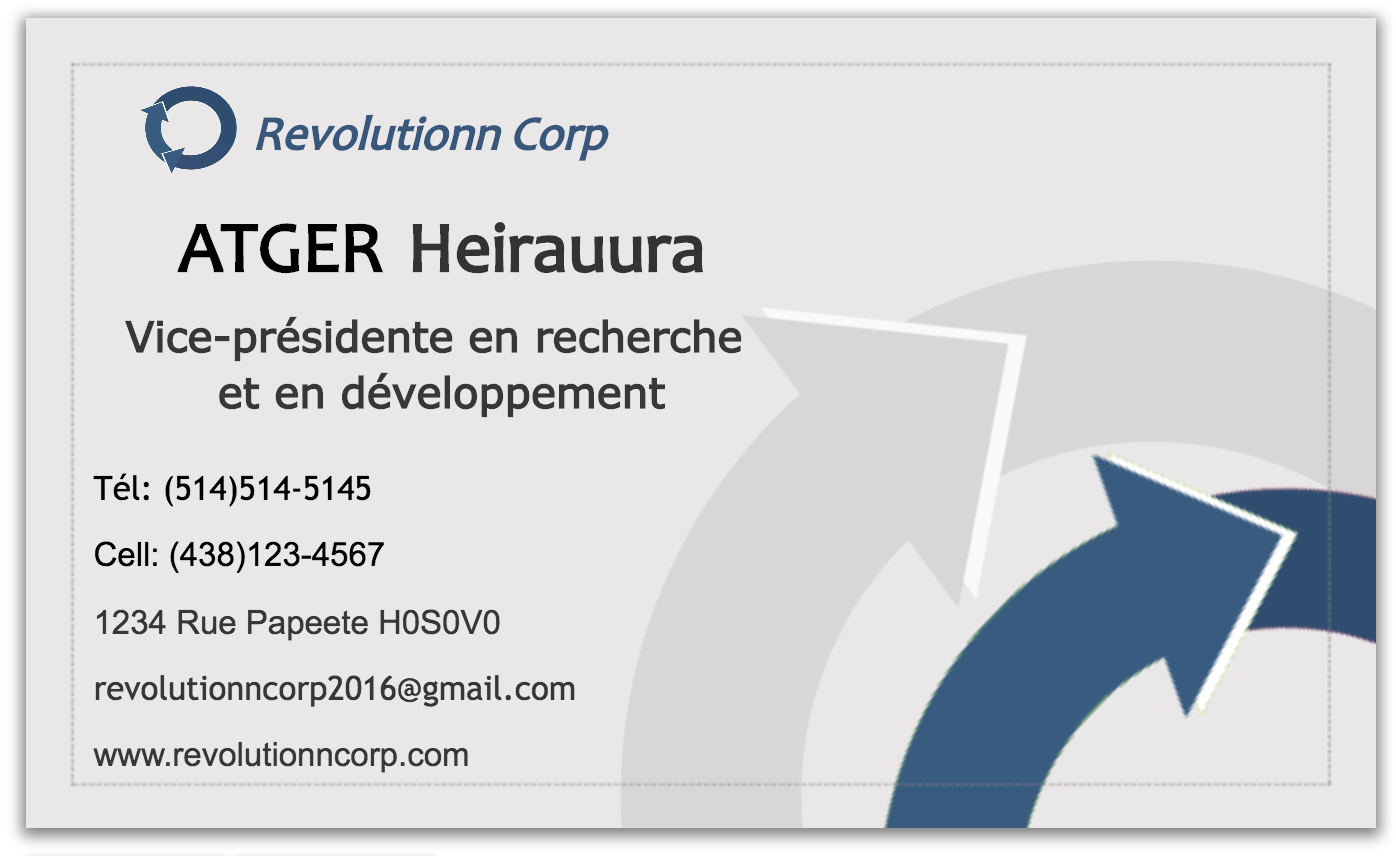 Revolutionn Corp
ATGER Heirauura
Vice-présidente en recherche
et en développement
Tél: (514)514-5145
Cell: (438)123-4567
1234 Rue Papeete H0S0V0
revolutionncorp2016@gmail.com
www.revolutionncorp.com